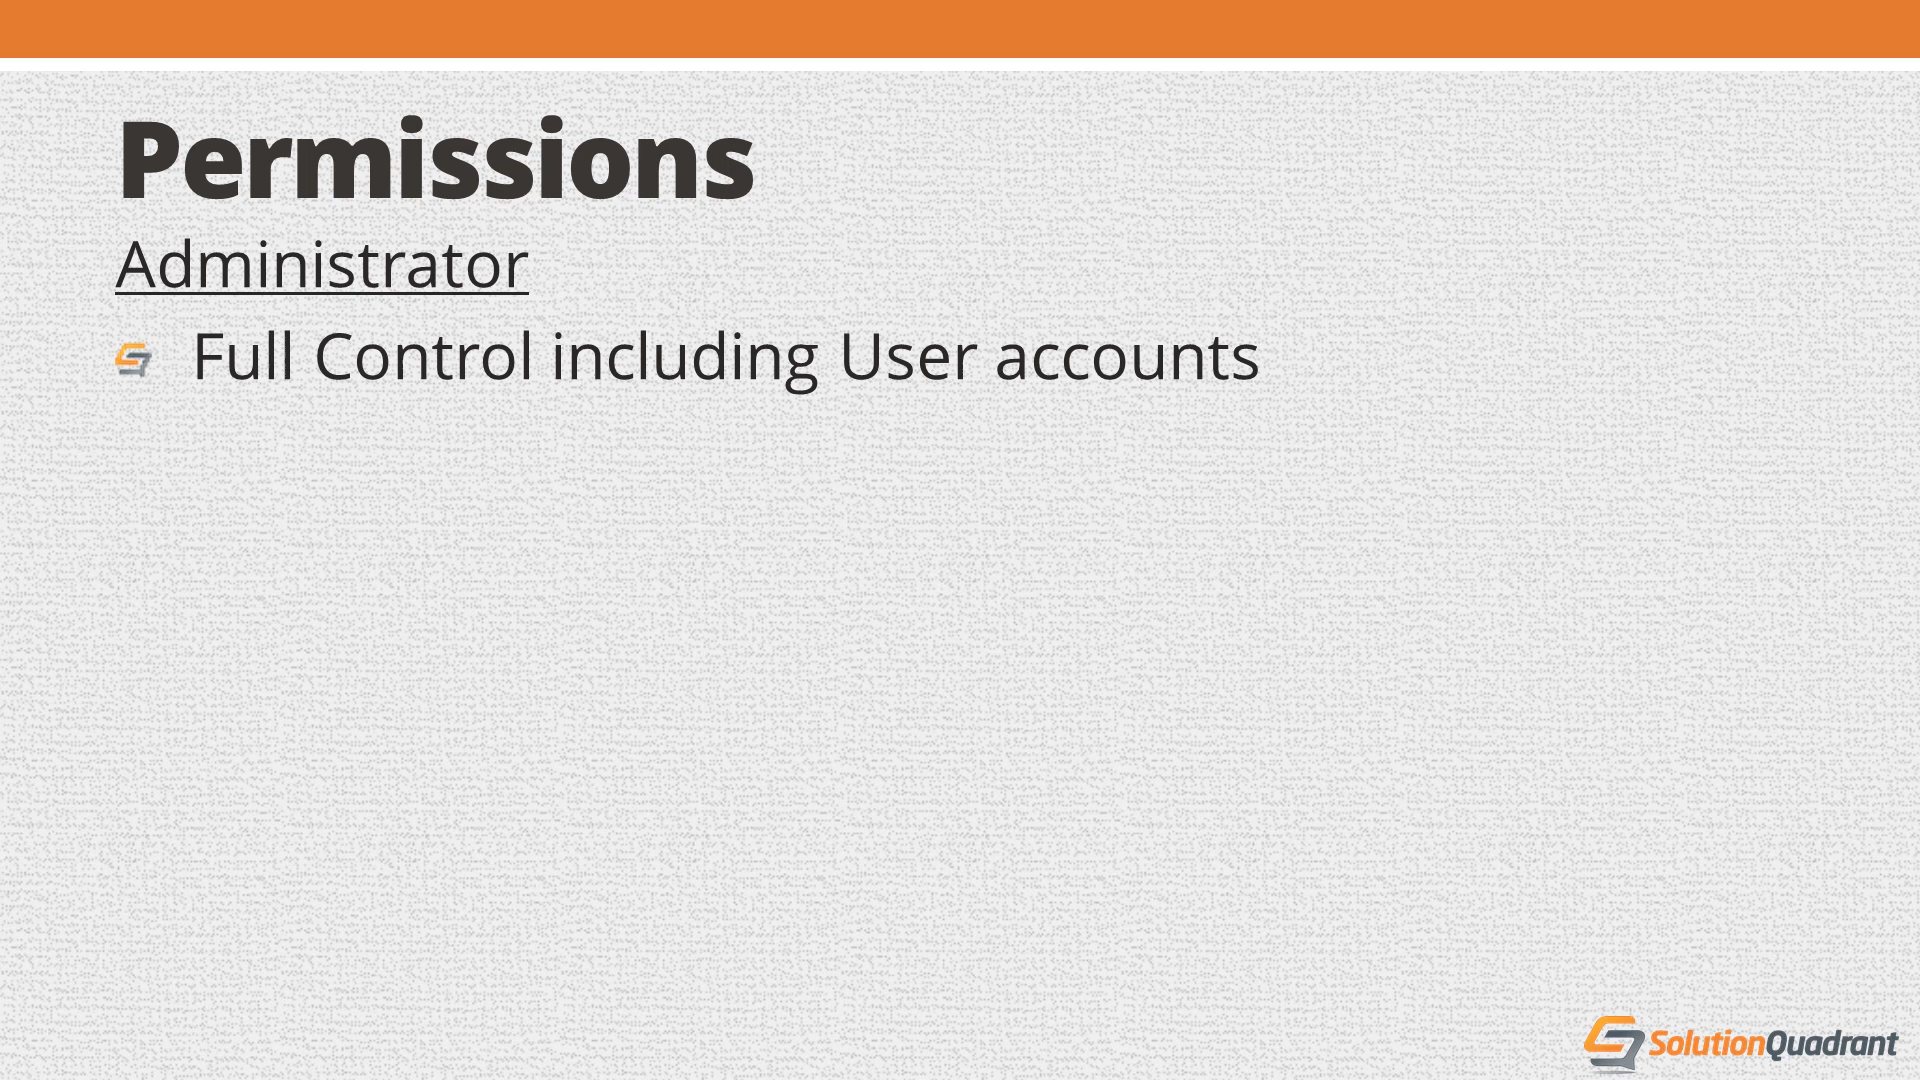 Permissions
Administrator
Full Control including User accounts
SolutionQuadrant